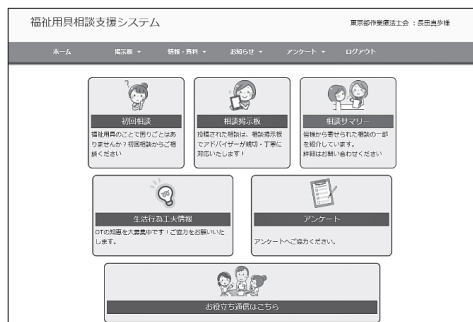 福祉用具相談支援システム
東京都作業療法士会 : 長田真歩様
ホーム 掲示板 情報・資料 お知らせ アンケート ログアウト
初回相談
福祉用具のことで困りごとはあ
りませんか？初回相談からご相
談ください
相談掲示板
投稿された相談は、相談掲示板
でアドバイザーが親切・丁寧に
対応いたします！
相談サマリー
皆様から寄せられた相談の一部
を紹介しています。
詳細はお問い合わせください
生活行為工夫情報
OTの知恵を大募集中です！ご協力をお願いいた
します。
アンケート
アンケートへご協力ください。
お役立ち通信はこちら